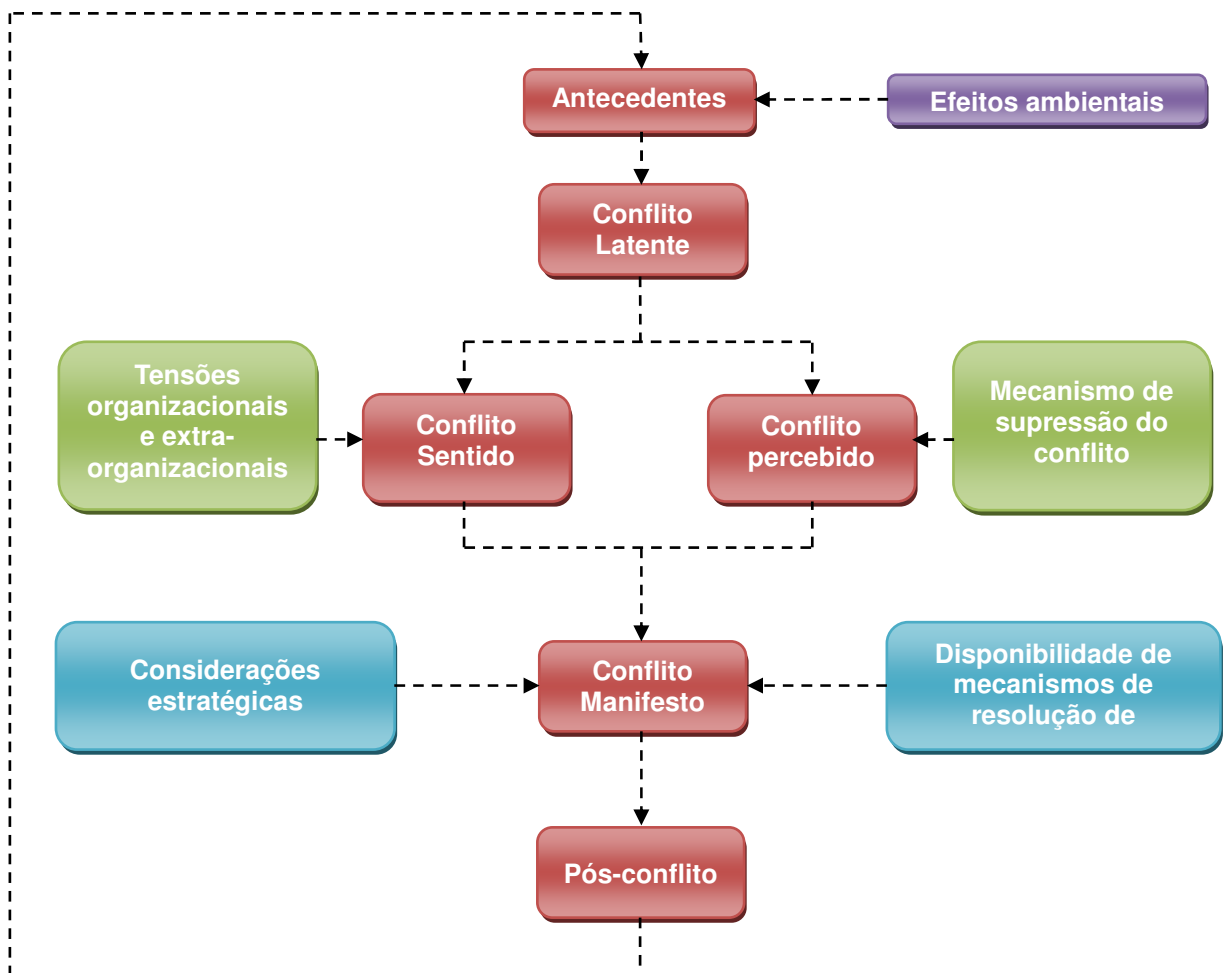 Antecedentes
Efeitos ambientais
Conflito
Latente
Tensões
organizacionais
e extra-
organizacionais
Conflito
Sentido
Conflito
percebido
Mecanismo de
supressão do
conflito
Considerações
estratégicas
Conflito
Manifesto
Disponibilidade de
mecanismos de
resolução de
Pós-conflito